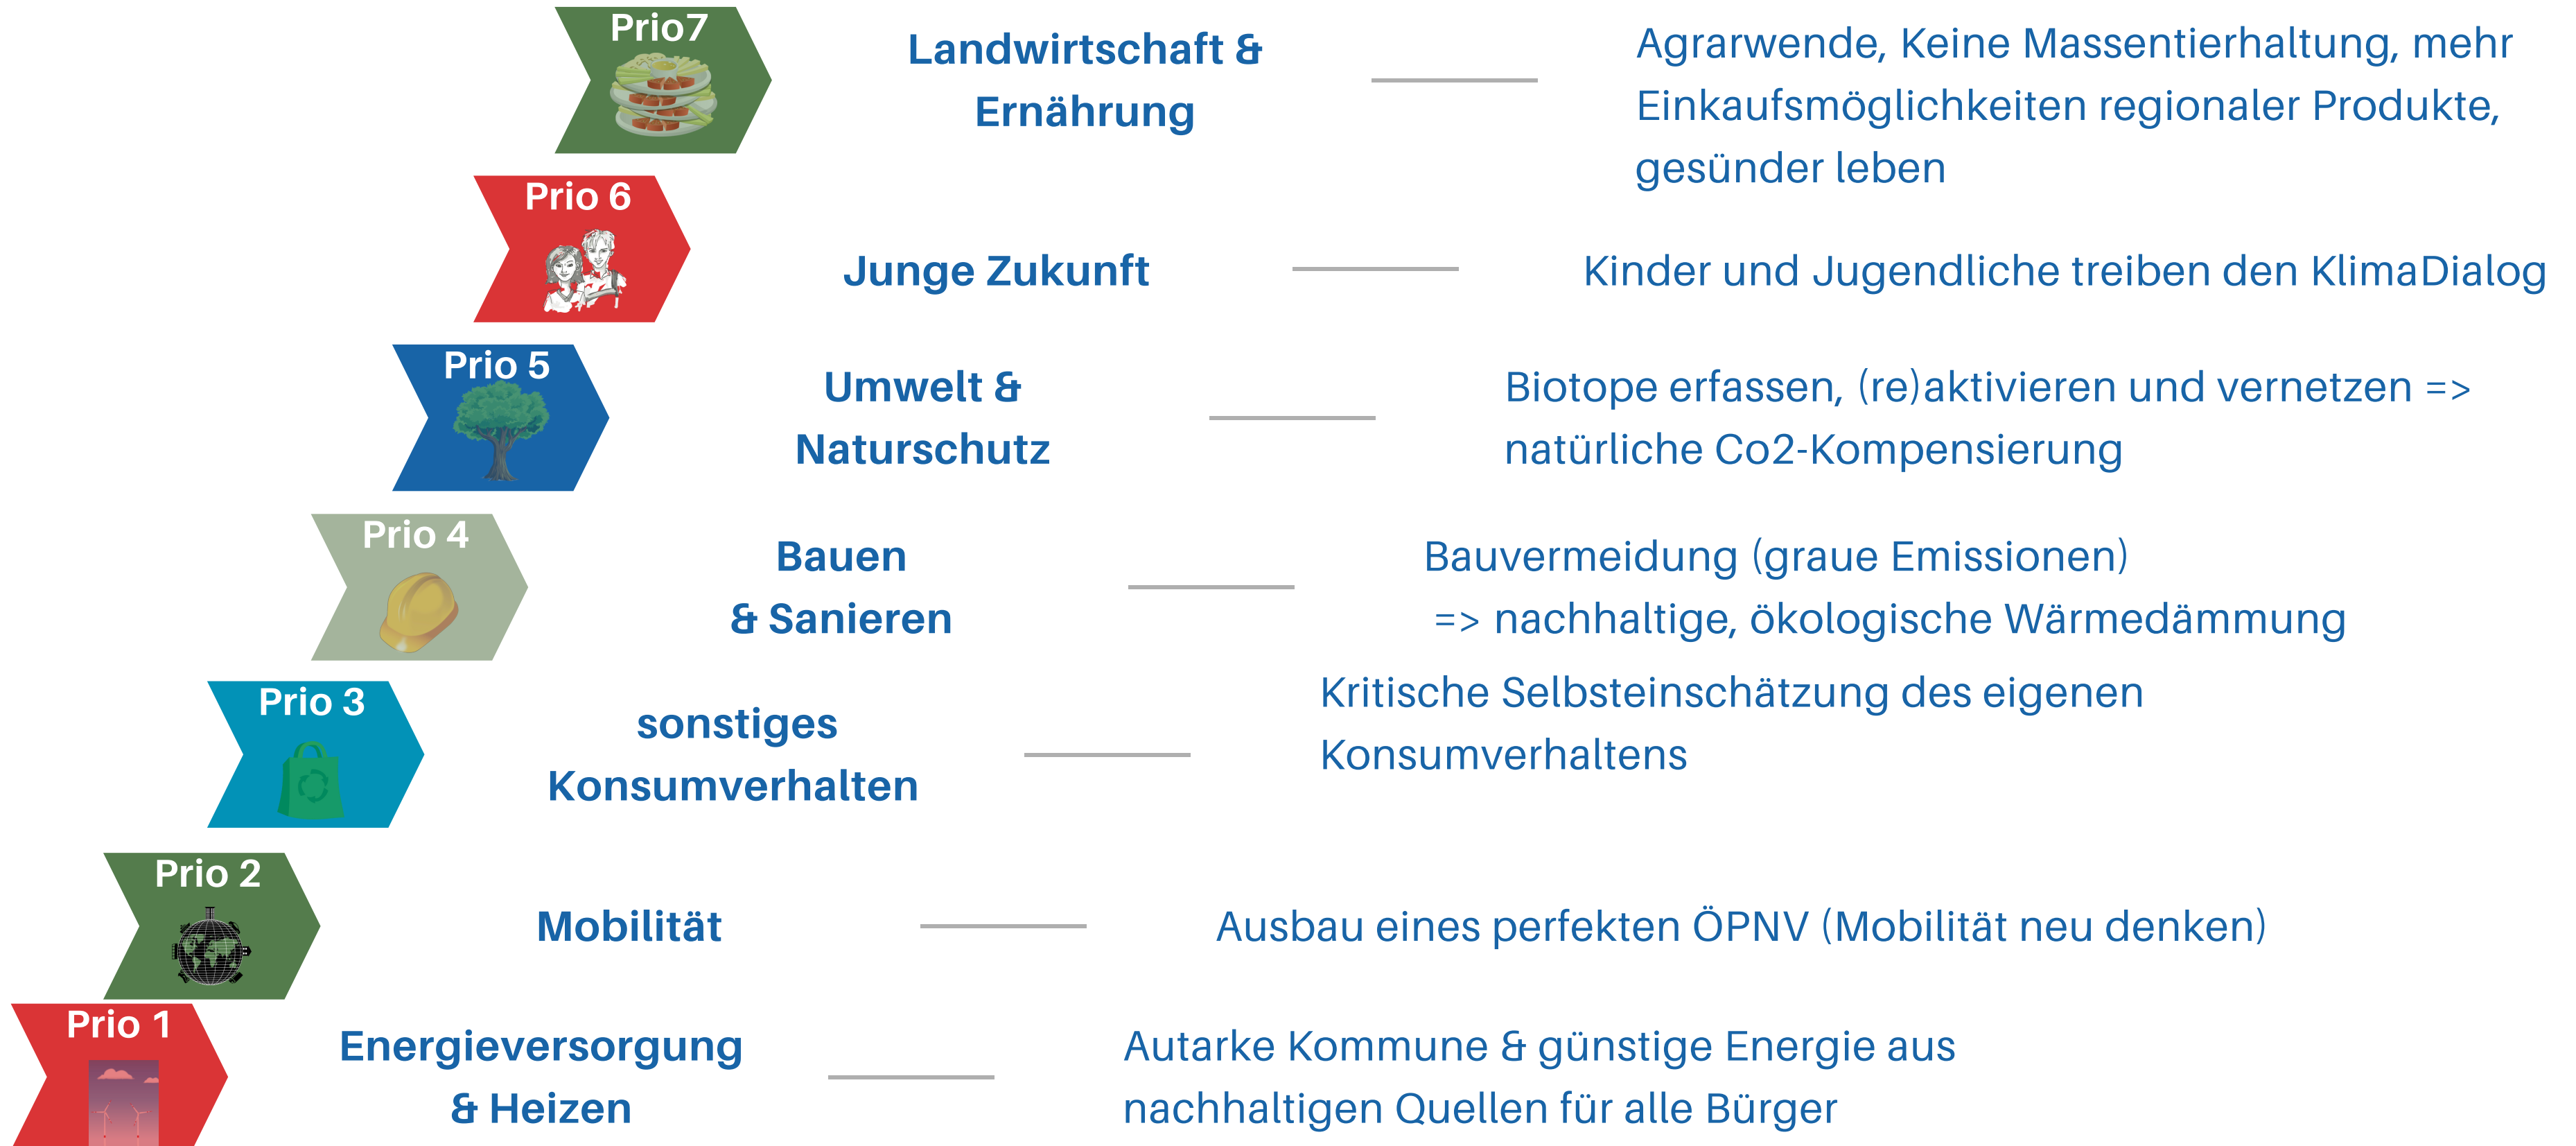 Prio7
Landwirtschaft &
Ernährung
Agrarwende, Keine Massentierhaltung, mehr
Einkaufsmöglichkeiten regionaler Produkte,
gesünder leben
Prio 6
Junge Zukunft
Kinder und Jugendliche treiben den KlimaDialog
Prio 5
Umwelt &
Naturschutz
Biotope erfassen, (re)aktivieren und vernetzen =>
natürliche Co2-Kompensierung
Prio 4
Bauen
& Sanieren
Bauvermeidung (graue Emissionen)
=> nachhaltige, ökologische Wärmedämmung
Prio 3
sonstiges
Konsumverhalten
Kritische Selbsteinschätzung des eigenen
Konsumverhaltens
Prio 2
Mobilität
Ausbau eines perfekten ÖPNV (Mobilität neu denken)
Prio 1
Energieversorgung
& Heizen
Autarke Kommune & günstige Energie aus
nachhaltigen Quellen für alle Bürger